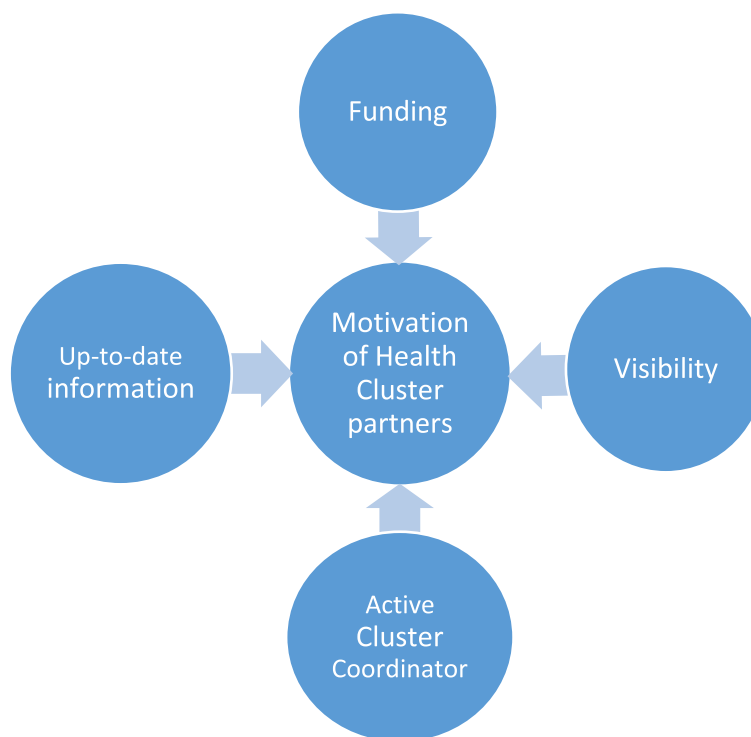 Funding
Motivation
of Health
Cluster
partners
Up-to-date
information
Visibility
Active
Cluster
Coordinator